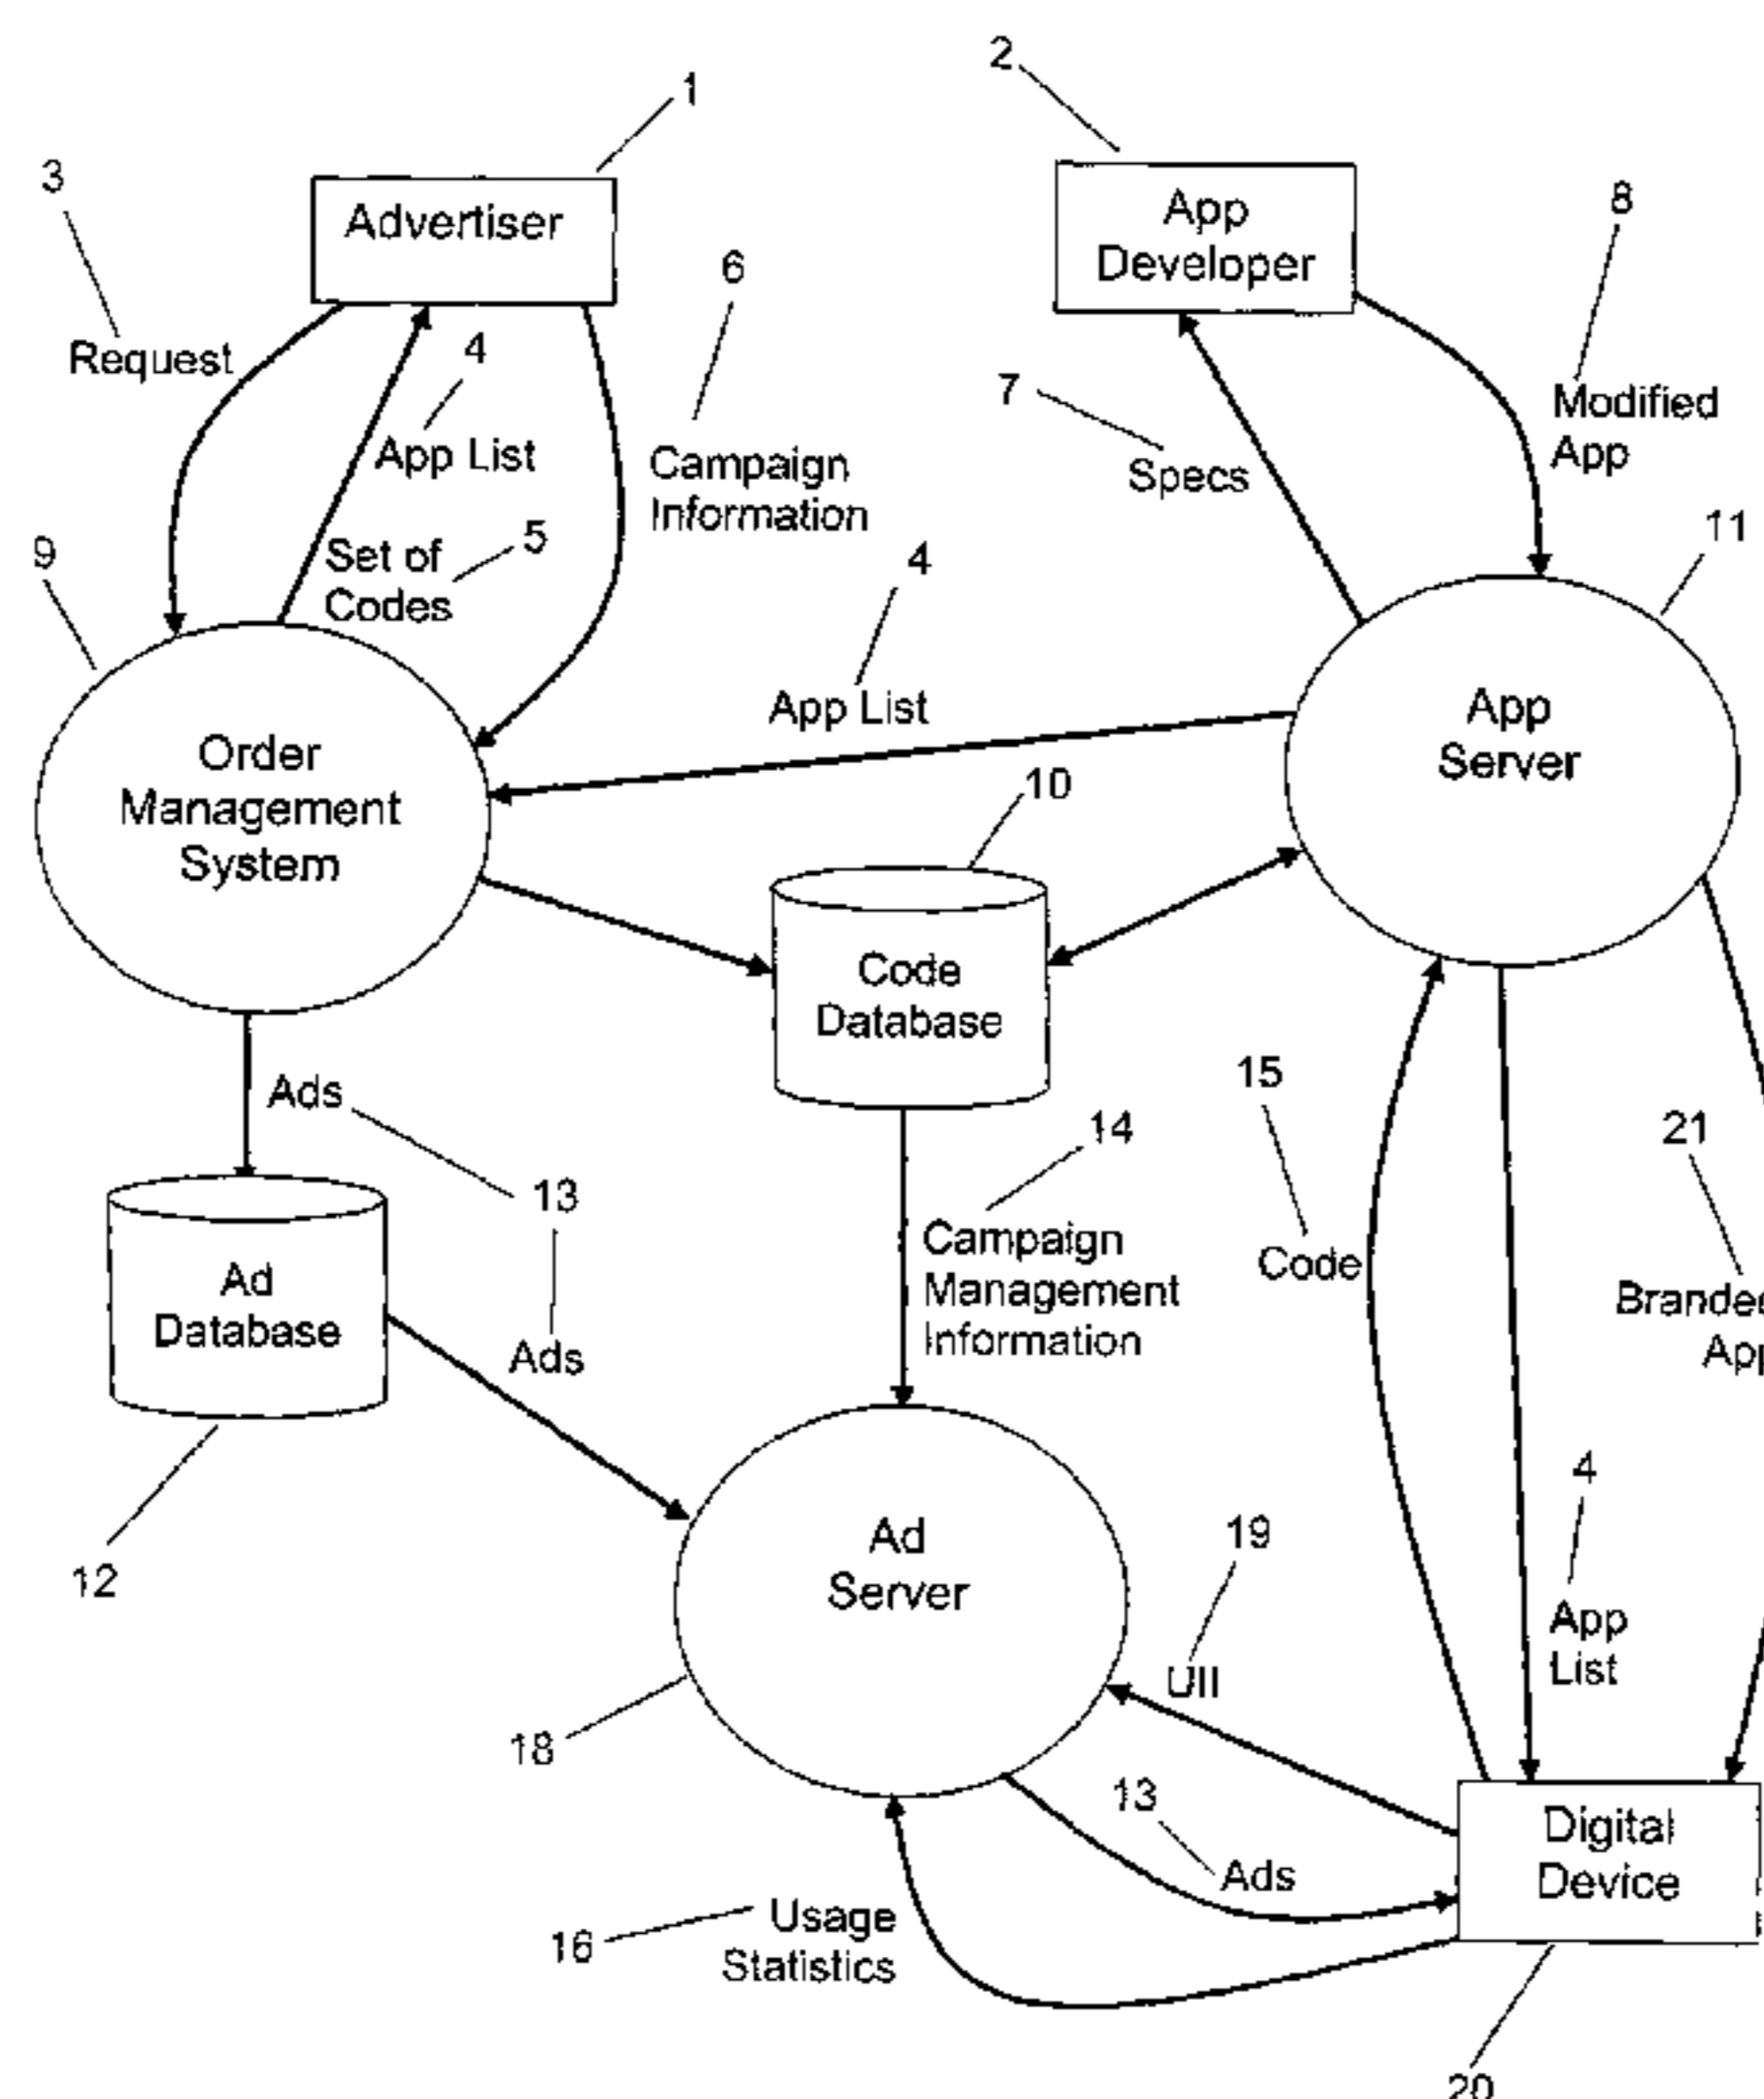 2
1
3
8
Advertiser
App
Developer
6
Request
4
7
Modified
App
App List
Campaign
Information
Specs
9
Set of
Codes
5
4
11
App List
App
Server
Order
Management
System
10
Code
Database
Ads
15
14
21
13
Campaign
Management
Information
Code
Ad
Database
Ads
4
12
Ad
Server
19
App
List
UII
18
13
Digital
Device
Ads
16
Usage
Statistics
20